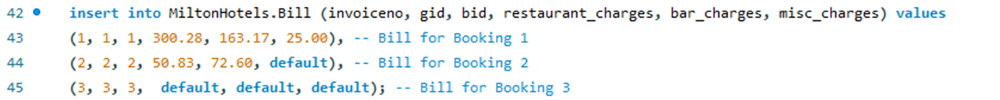 42 insert into MiltonHotels.Bill (invoiceno, gid, bid, restaurant_charges, bar_charges, misc_charges) values
43 (1, 1, 1, 300.28, 163.17, 25.00), -- Bill for Booking 1
44 (2, 2, 2, 50.83, 72.60, default), -- Bill for Booking 2
45 (3, 3, 3,  default, default, default); -- Bill for Booking 3